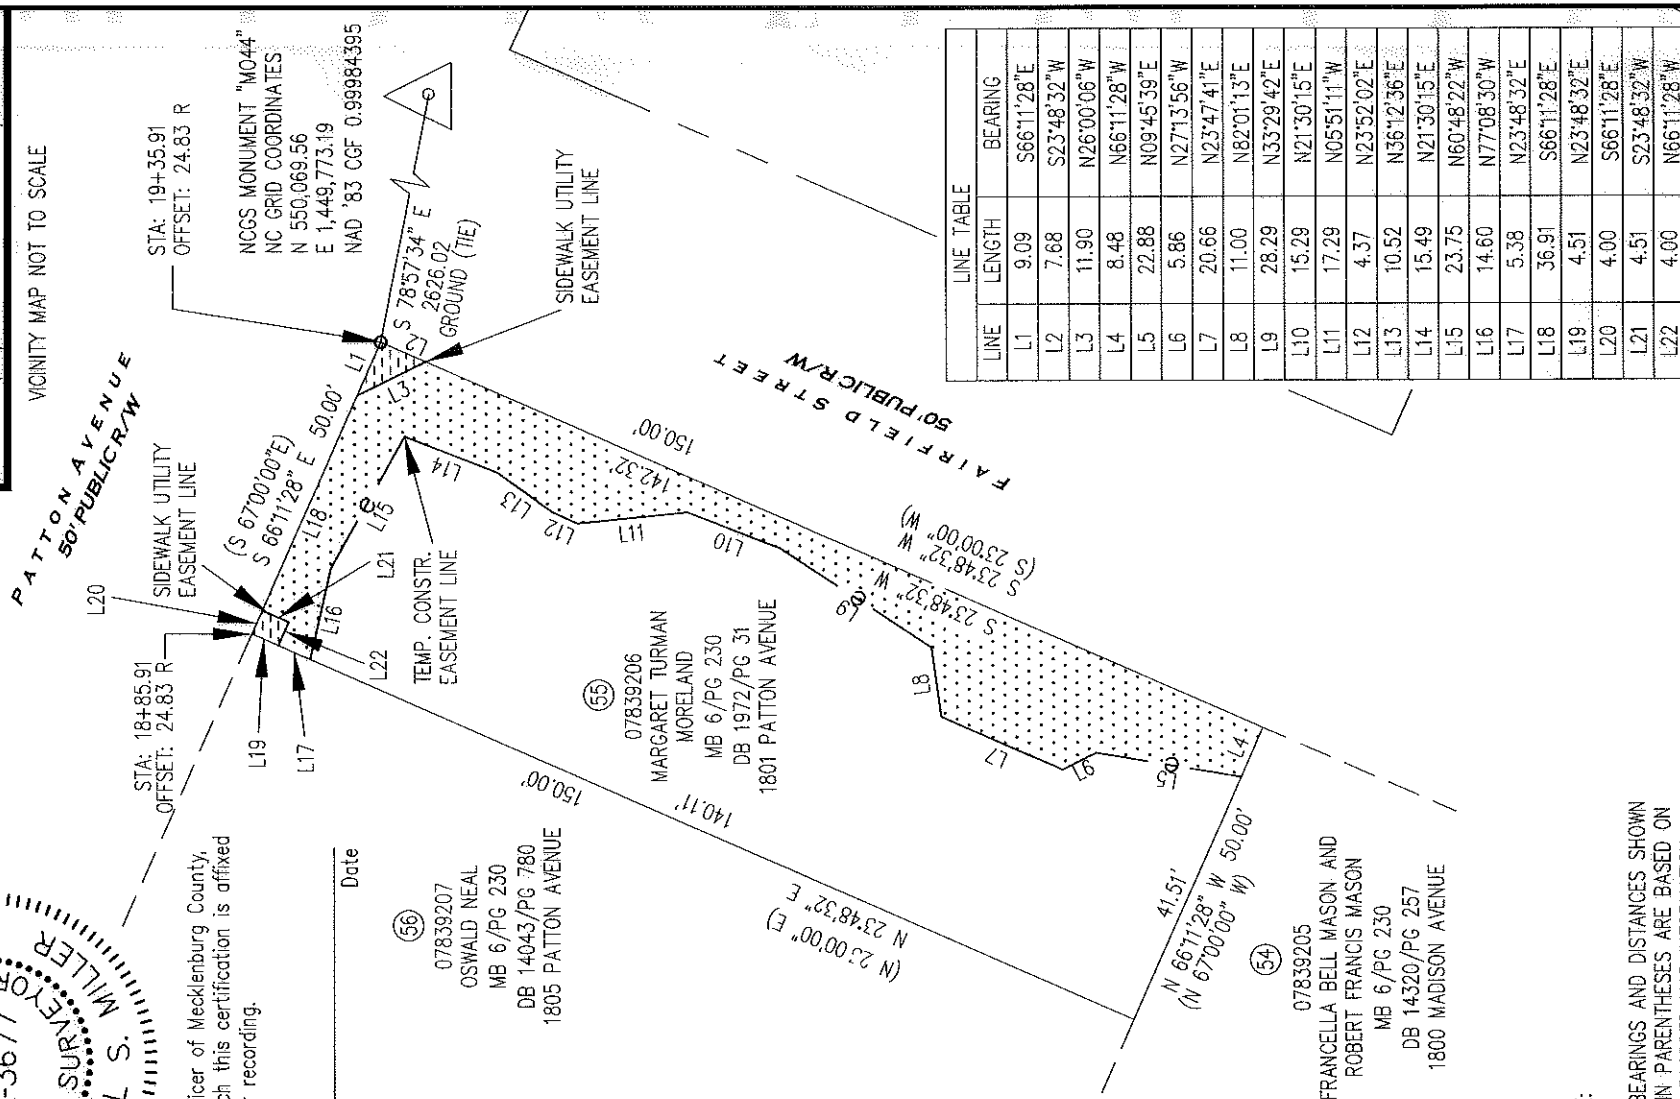 VICINITY MAP NOT TO SCALE
PATTON AVENUE
50' PUBLIC R/W
STA: 19+35.91
OFFSET: 24.83 R
NCGS MONUMENT "M044"
NC GRID COORDINATES
N 550,069.56
E 1,449,773.19
NAD '83 CGF 0.99984395
S 78°57'34" E
2626.02
GROUND (TIE)
SIDEWALK UTILITY
EASEMENT LINE
L1
L2
L3
(S 67°00'00"E)
S 66°11'28" E 50.00'
L18
SIDEWALK UTILITY
EASEMENT LINE
L20
STA: 18+85.91
OFFSET: 24.83 R
L19
L17
L21
L22
L16
L15
TEMP. CONSTR.
EASEMENT LINE
L14
L13
L12
L11
L10
L9
L8
L7
L6
L5
L4
150.00'
142.32'
FAIRFIELD STREET
50' PUBLIC R/W
S 23°48'32" W
S 23°48'32" W
(S 23°00'00" W)
55
07839206
MARGARET TURMAN
MORELAND
MB 6/PG 230
DB 1972/PG 31
1801 PATTON AVENUE
150.00'
140.11'
N 23°48'32" E
(N 23°00'00" E)
56
07839207
OSWALD NEAL
MB 6/PG 230
DB 14043/PG 780
1805 PATTON AVENUE
41.51'
N 66°11'28" W 50.00'
(N 67°00'00" W)
54
07839205
FRANCELLA BELL MASON AND
ROBERT FRANCIS MASON
MB 6/PG 230
DB 14320/PG 257
1800 MADISON AVENUE
LINE TABLE
LINE LENGTH BEARING
L1 9.09 S66°11'28"E
L2 7.68 S23°48'32"W
L3 11.90 N26°00'06"W
L4 8.48 N66°11'28"W
L5 22.88 N09°45'39"E
L6 5.86 N27°13'56"W
L7 20.66 N23°47'41"E
L8 11.00 N82°01'13"E
L9 28.29 N33°29'42"E
L10 15.29 N21°30'15"E
L11 17.29 N05°51'11"W
L12 4.37 N23°52'02"E
L13 10.52 N36°12'36"E
L14 15.49 N21°30'15"E
L15 23.75 N60°48'22"W
L16 14.60 N77°08'30"W
L17 5.38 N23°48'32"E
L18 36.91 S66°11'28"E
L19 4.51 N23°48'32"E
L20 4.00 S66°11'28"E
L21 4.51 S23°48'32"W
L22 4.00 N66°11'28"W
-3677
SURVEYOR
L S. MILLER
icer of Mecklenburg County,
ch this certification is affixed
recording.
Date
BEARINGS AND DISTANCES SHOWN
IN PARENTHESES ARE BASED ON